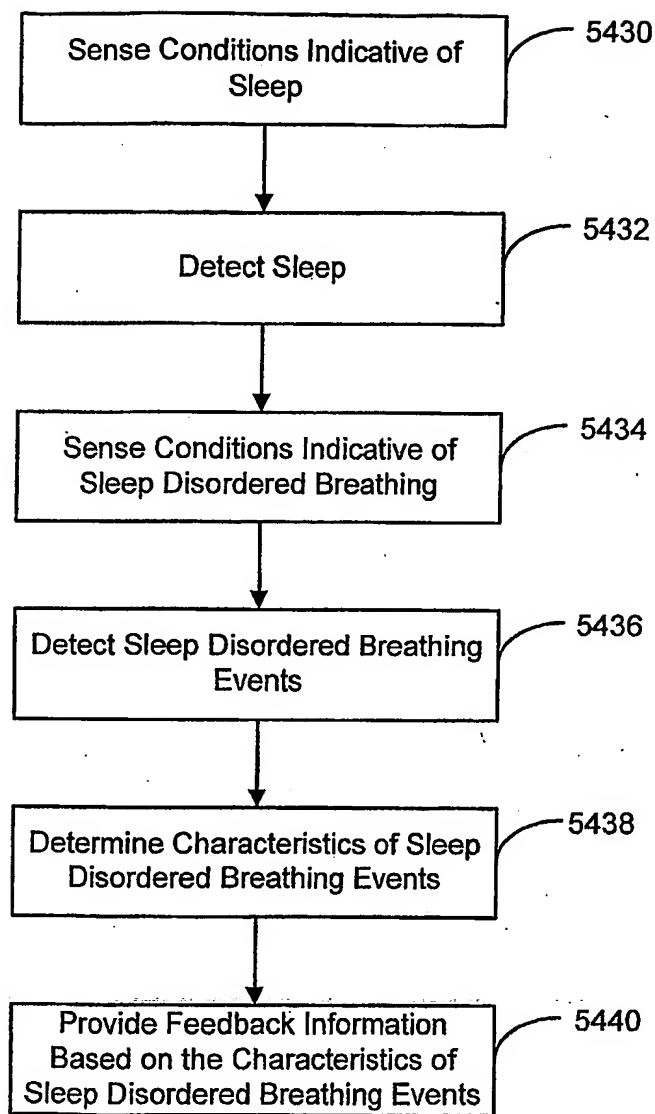 Sense Conditions Indicative of
Sleep
5430
Detect Sleep
5432
Sense Conditions Indicative of
Sleep Disordered Breathing
5434
Detect Sleep Disordered Breathing
Events
5436
Determine Characteristics of Sleep
Disordered Breathing Events
5438
Provide Feedback Information
Based on the Characteristics of
Sleep Disordered Breathing Events
5440